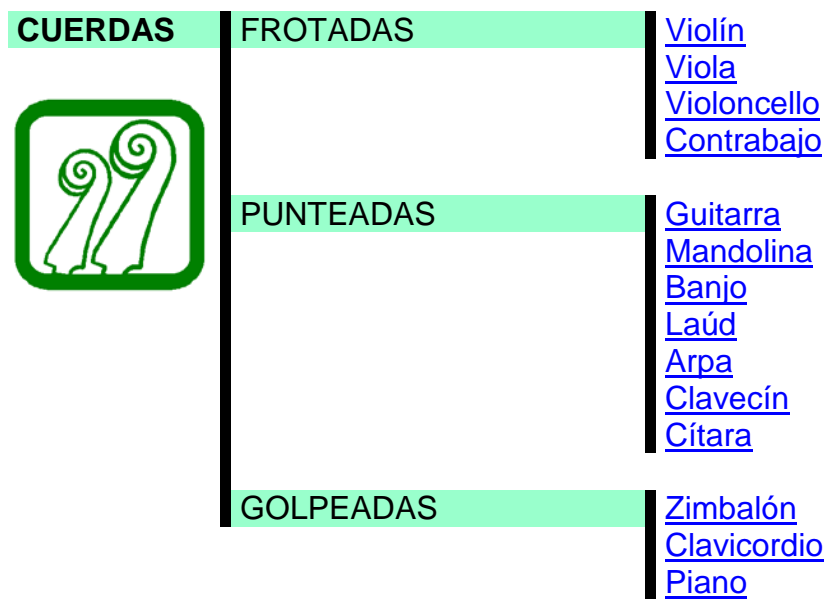 CUERDAS FROTADAS Violín
Viola
Violoncello
Contrabajo
PUNTEADAS Guitarra
Mandolina
Banjo
Laúd
Arpa
Clavecín
Cítara
GOLPEADAS Zimbalón
Clavicordio
Piano